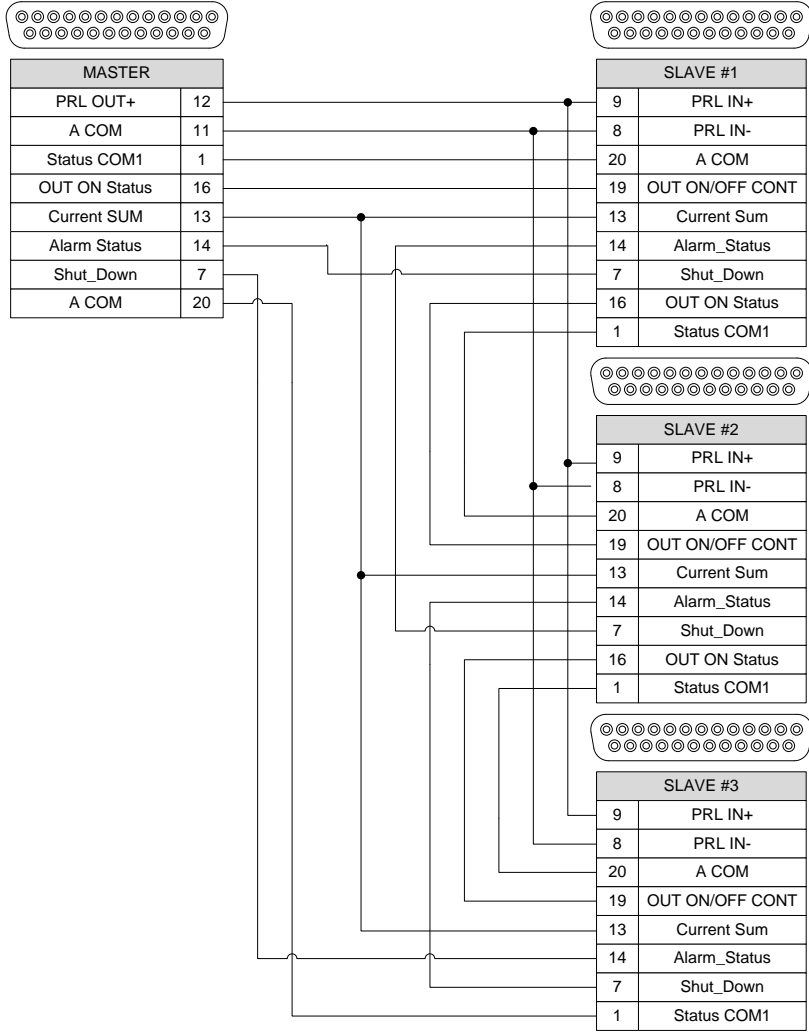 MASTER
PRL OUT+ 12
A COM 11
Status COM1 1
OUT ON Status 16
Current SUM 13
Alarm Status 14
Shut_Down 7
A COM 20
SLAVE #1
9 PRL IN+
8 PRL IN-
20 A COM
19 OUT ON/OFF CONT
13 Current Sum
14 Alarm_Status
7 Shut_Down
16 OUT ON Status
1 Status COM1
SLAVE #2
9 PRL IN+
8 PRL IN-
20 A COM
19 OUT ON/OFF CONT
13 Current Sum
14 Alarm_Status
7 Shut_Down
16 OUT ON Status
1 Status COM1
SLAVE #3
9 PRL IN+
8 PRL IN-
20 A COM
19 OUT ON/OFF CONT
13 Current Sum
14 Alarm_Status
7 Shut_Down
1 Status COM1